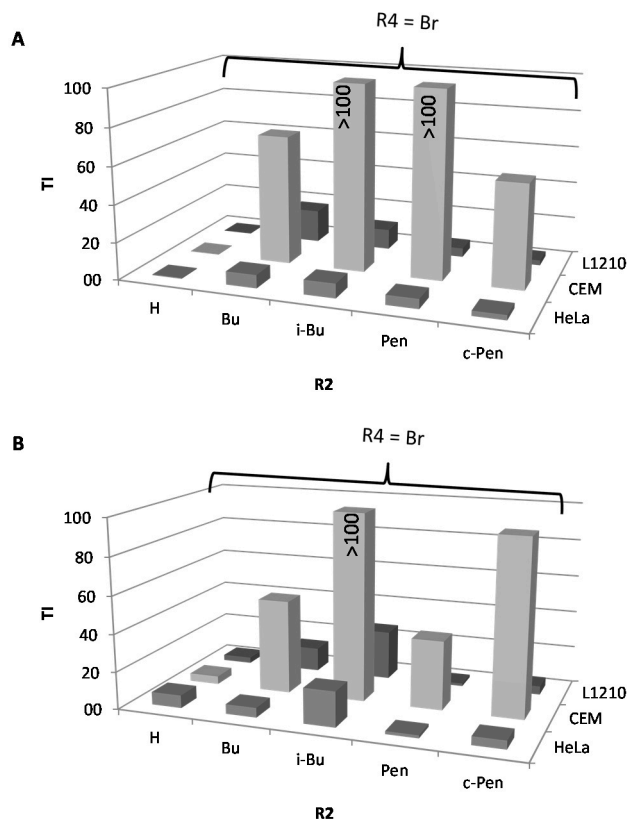 A
R4 = Br
100
80
60
40
20
00
TI
>100
>100
L1210
CEM
HeLa
H
Bu
i-Bu
Pen
c-Pen
R2
B
R4 = Br
100
80
60
40
20
00
TI
>100
L1210
CEM
HeLa
H
Bu
i-Bu
Pen
c-Pen
R2